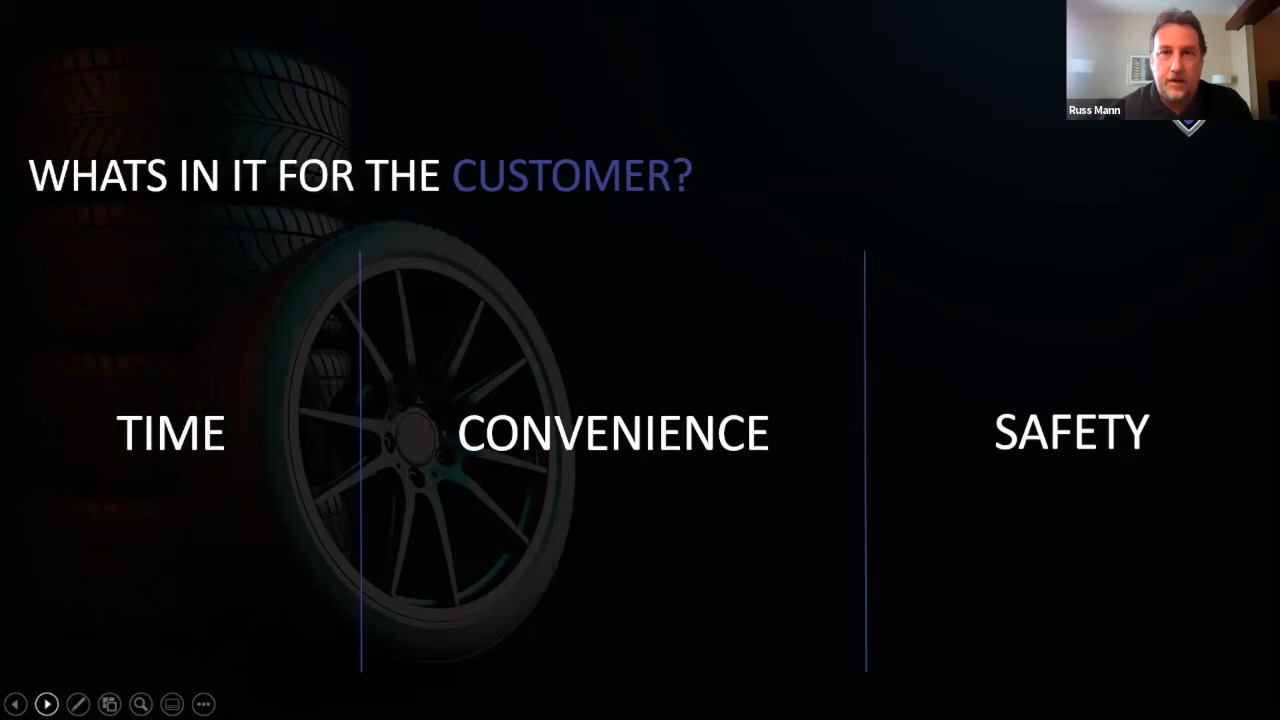 Russ Mann
WHATS IN IT FOR THE CUSTOMER?
TIME
CONVENIENCE
SAFETY